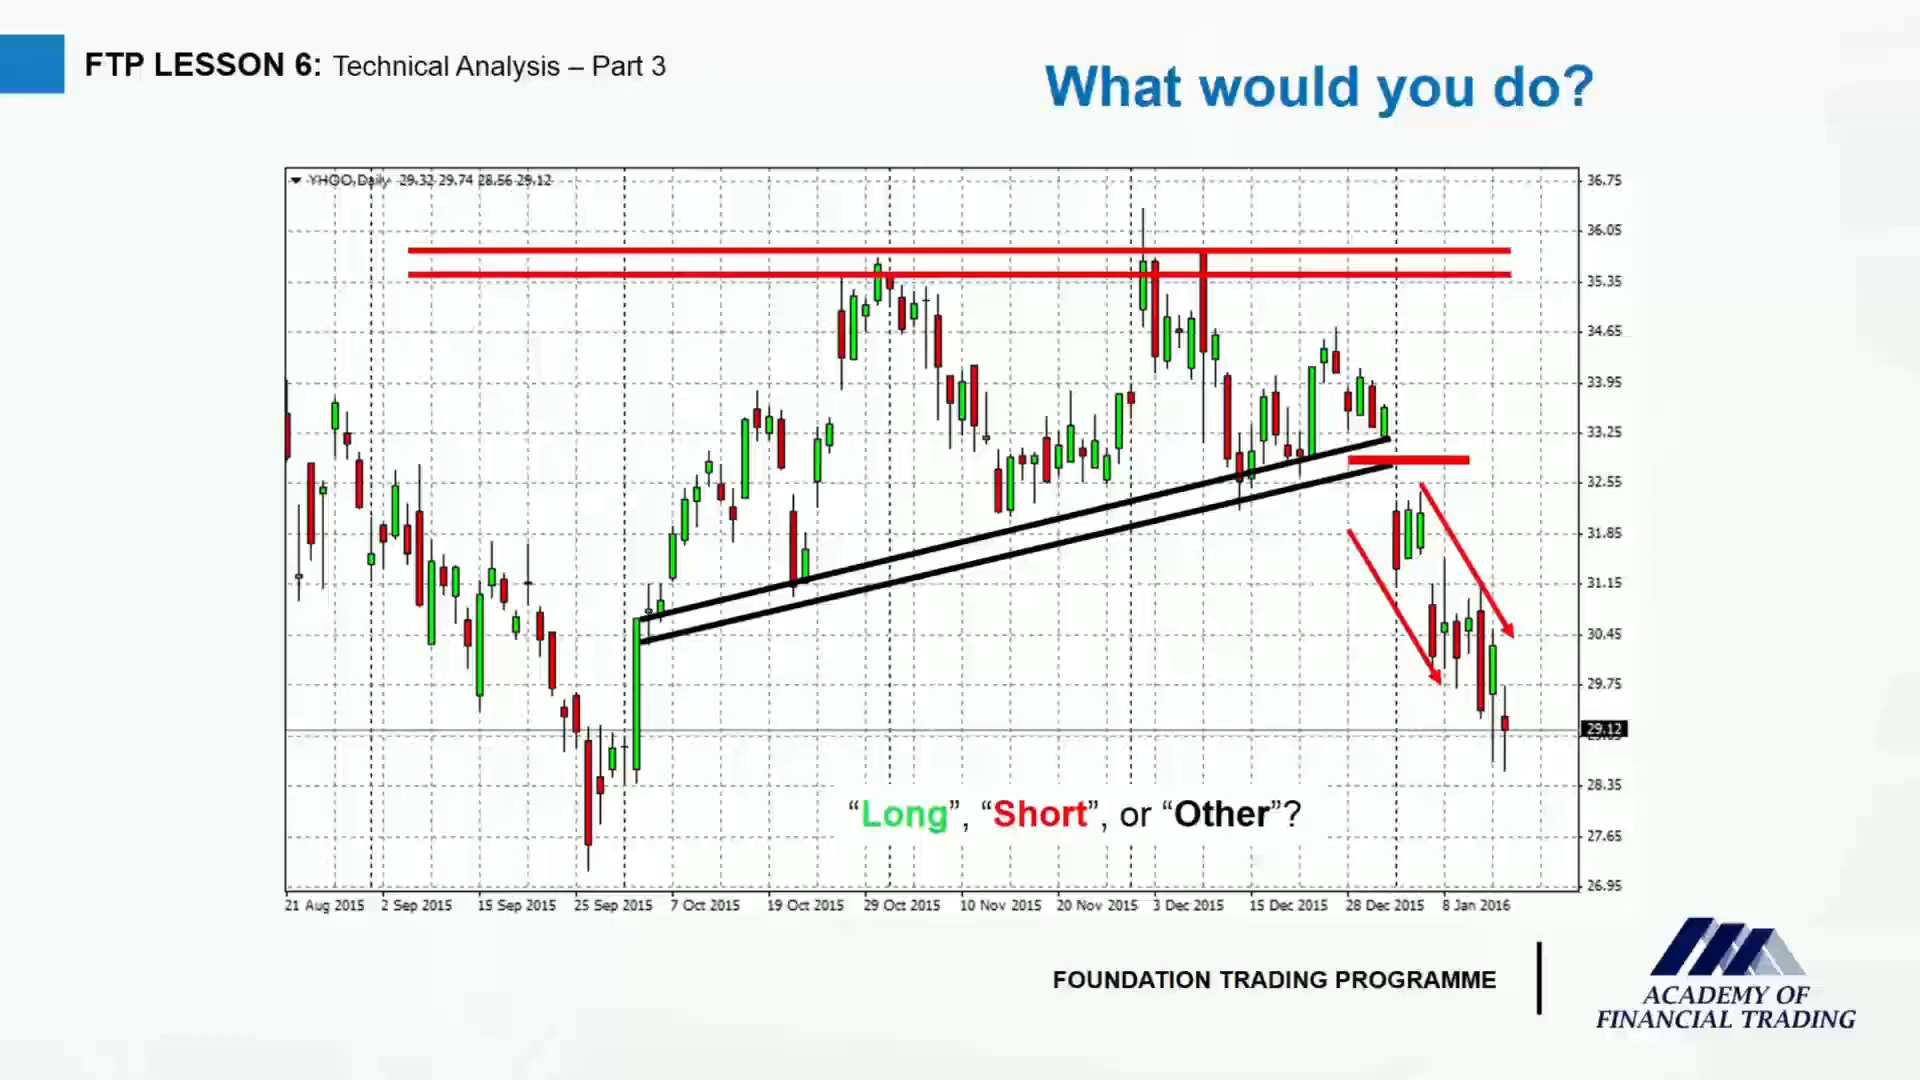 FTP LESSON 6: Technical Analysis – Part 3
What would you do?
YHOO,Daily 29.32 29.74 28.56 29.12
36.75
36.05
35.35
34.65
33.95
33.25
32.55
31.85
31.15
30.45
29.75
29.12
28.35
27.65
26.95
“Long”, “Short”, or “Other”?
21 Aug 2015 2 Sep 2015 15 Sep 2015 25 Sep 2015 7 Oct 2015 19 Oct 2015 29 Oct 2015 10 Nov 2015 20 Nov 2015 3 Dec 2015 15 Dec 2015 28 Dec 2015 8 Jan 2016
FOUNDATION TRADING PROGRAMME
ACADEMY OF
FINANCIAL TRADING